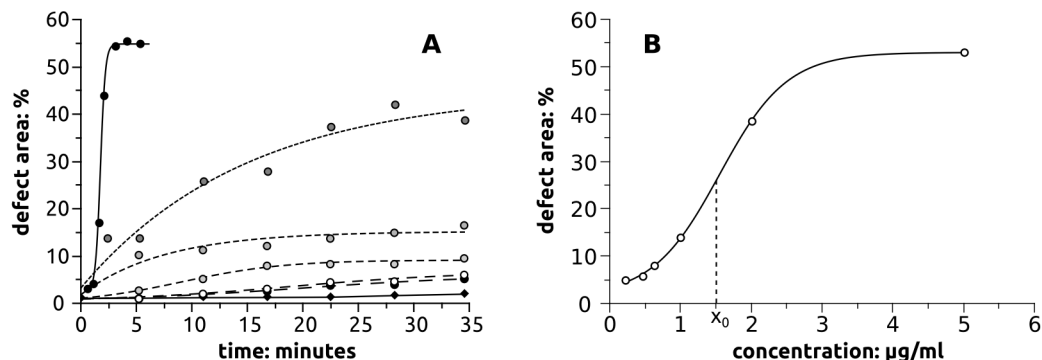 A
defect area: %
60
50
40
30
20
10
0
0 5 10 15 20 25 30 35
time: minutes
B
defect area: %
60
50
40
30
20
10
0
0 1 x₀ 2 3 4 5 6
concentration: µg/ml